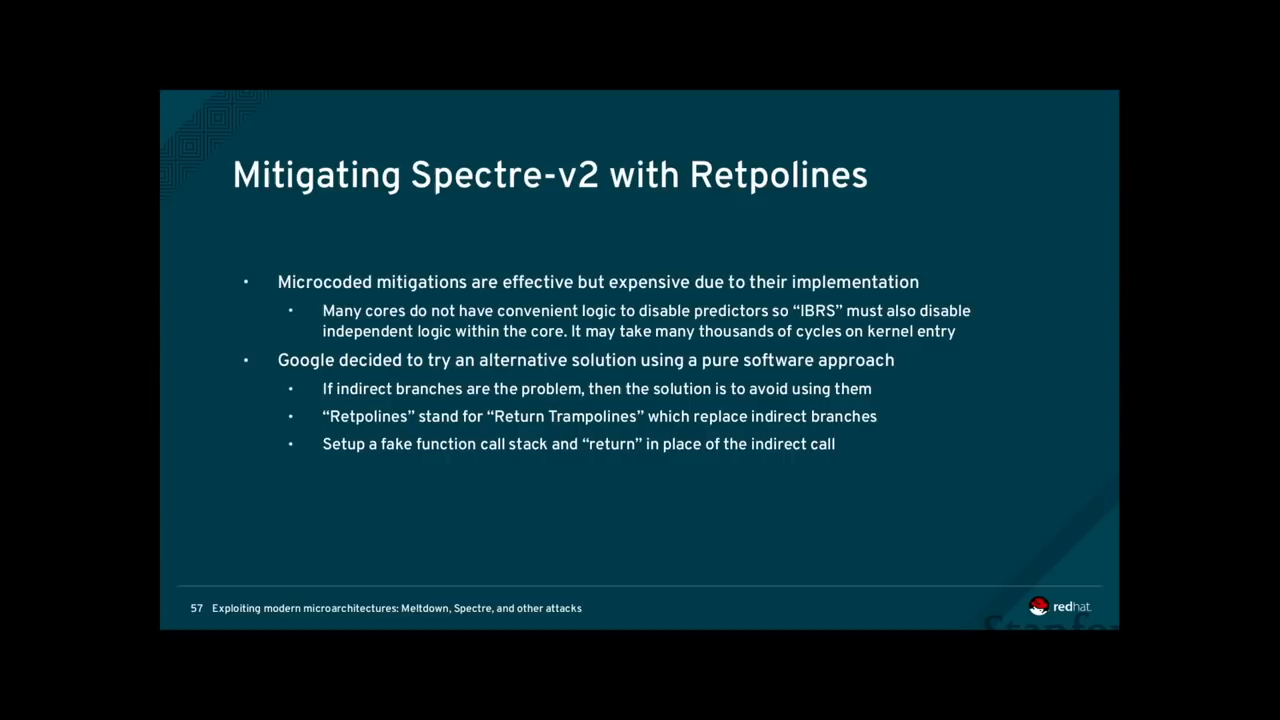 Mitigating Spectre-v2 with Retpolines
• Microcoded mitigations are effective but expensive due to their implementation
• Many cores do not have convenient logic to disable predictors so “IBRS” must also disable
independent logic within the core. It may take many thousands of cycles on kernel entry
• Google decided to try an alternative solution using a pure software approach
• If indirect branches are the problem, then the solution is to avoid using them
• “Retpolines” stand for “Return Trampolines” which replace indirect branches
• Setup a fake function call stack and “return” in place of the indirect call
57 Exploiting modern microarchitectures: Meltdown, Spectre, and other attacks
redhat.